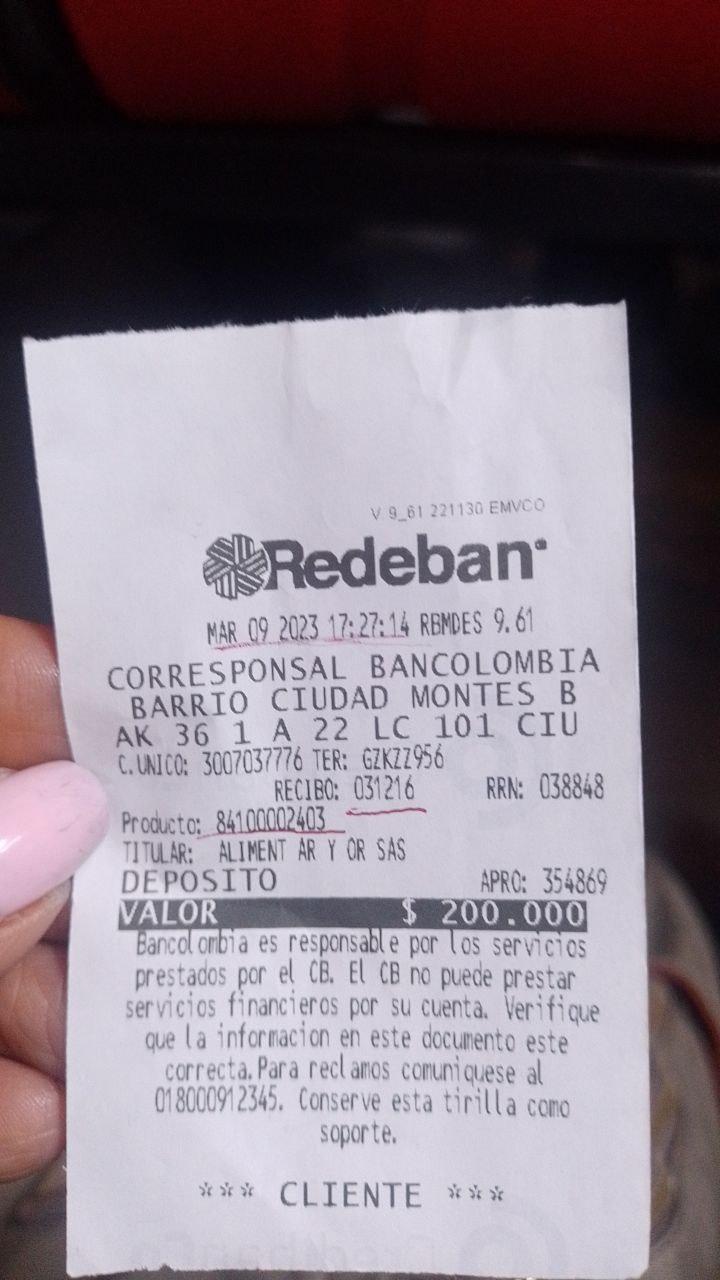 V 9_61 221130 EMVCO
Redeban
MAR 09 2023 17:27:14 RBMDES 9.61
CORRESPONSAL BANCOLOMBIA
BARRIO CIUDAD MONTES B
AK 36 1 A 22 LC 101 CIU
C.UNICO: 3007037776 TER: GZKZZ956
RECIBO: 031216 RRN: 038848
Producto: 84100002403
TITULAR: ALIMENT AR Y OR SAS
DEPOSITO APRO: 354869
VALOR $ 200.000
Bancolombia es responsable por los servicios
prestados por el CB. El CB no puede prestar
servicios financieros por su cuenta. Verifique
que la informacion en este documento este
correcta. Para reclamos comuniquese al
018000912345. Conserve esta tirilla como
soporte.
*** CLIENTE ***